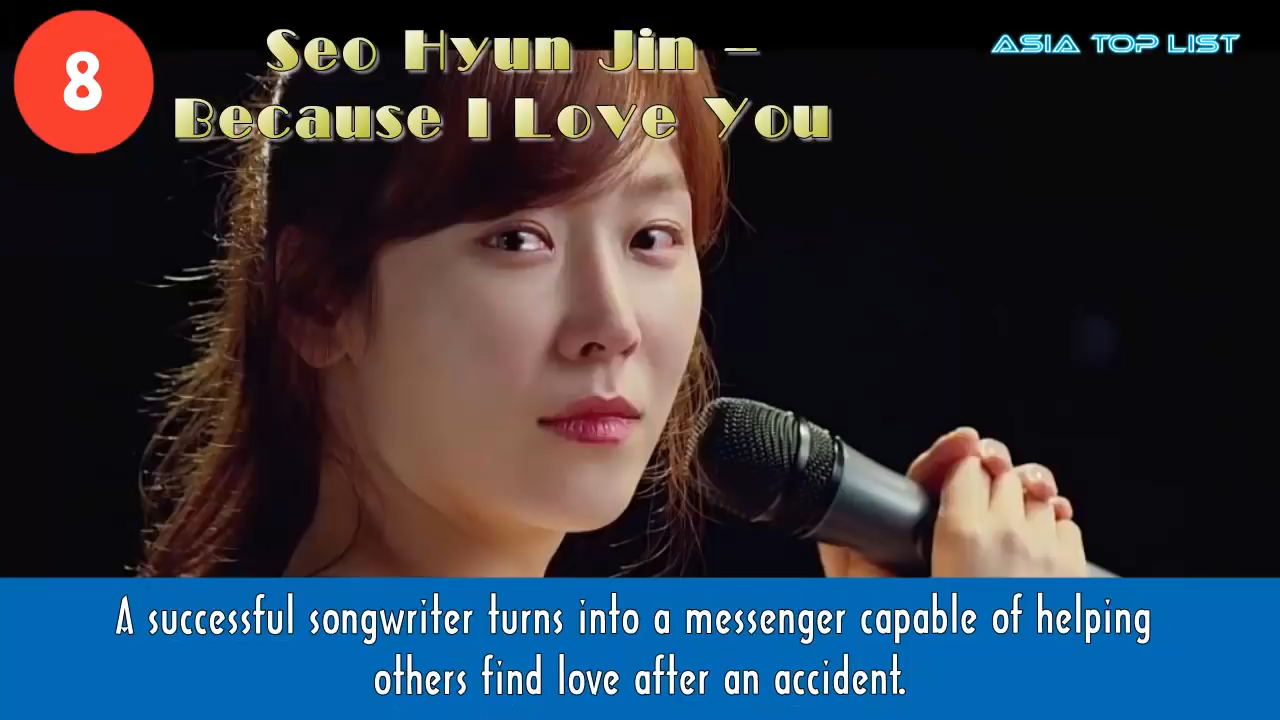 8
Seo Hyun Jin –
Because I Love You
ASIA TOP LIST
A successful songwriter turns into a messenger capable of helping
others find love after an accident.